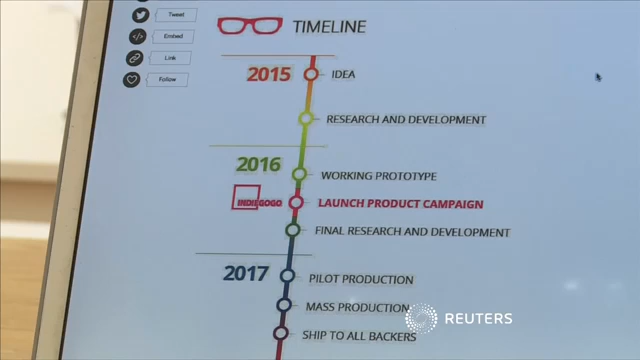 Tweet
Embed
Link
Follow
TIMELINE
2015
IDEA
RESEARCH AND DEVELOPMENT
2016
WORKING PROTOTYPE
INDIEGOGO
LAUNCH PRODUCT CAMPAIGN
FINAL RESEARCH AND DEVELOPMENT
2017
PILOT PRODUCTION
MASS PRODUCTION
SHIP TO ALL BACKERS
REUTERS